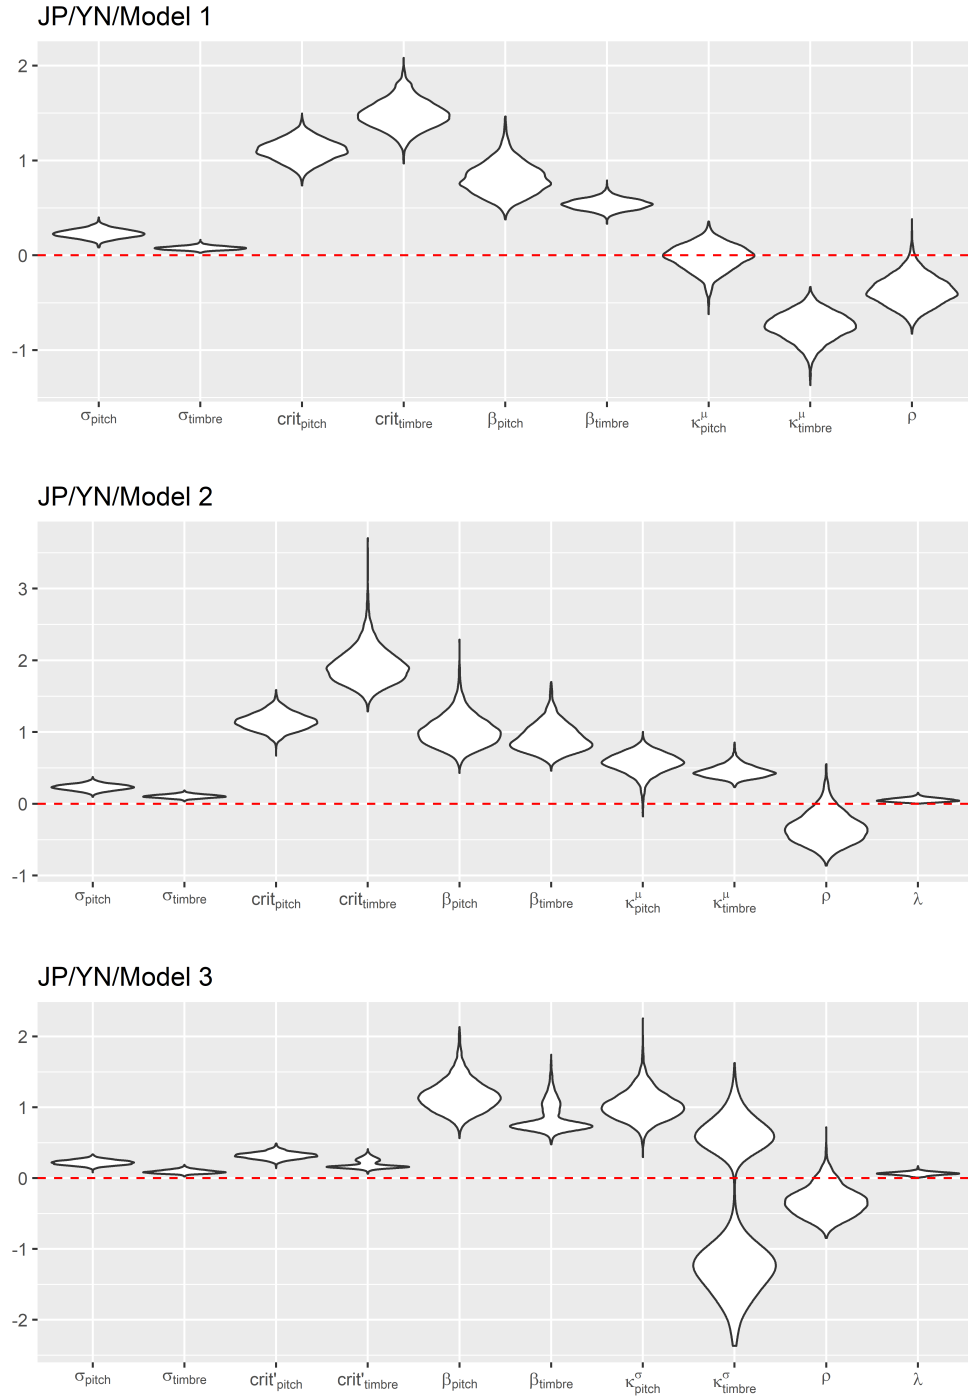 JP/YN/Model 1
2
1
0
-1
σpitch σtimbre critpitch crittimbre βpitch βtimbre κμpitch κμtimbre ρ
JP/YN/Model 2
3
2
1
0
-1
σpitch σtimbre critpitch crittimbre βpitch βtimbre κμpitch κμtimbre ρ λ
JP/YN/Model 3
2
1
0
-1
-2
σpitch σtimbre crit'pitch crit'timbre βpitch βtimbre κσpitch κσtimbre ρ λ